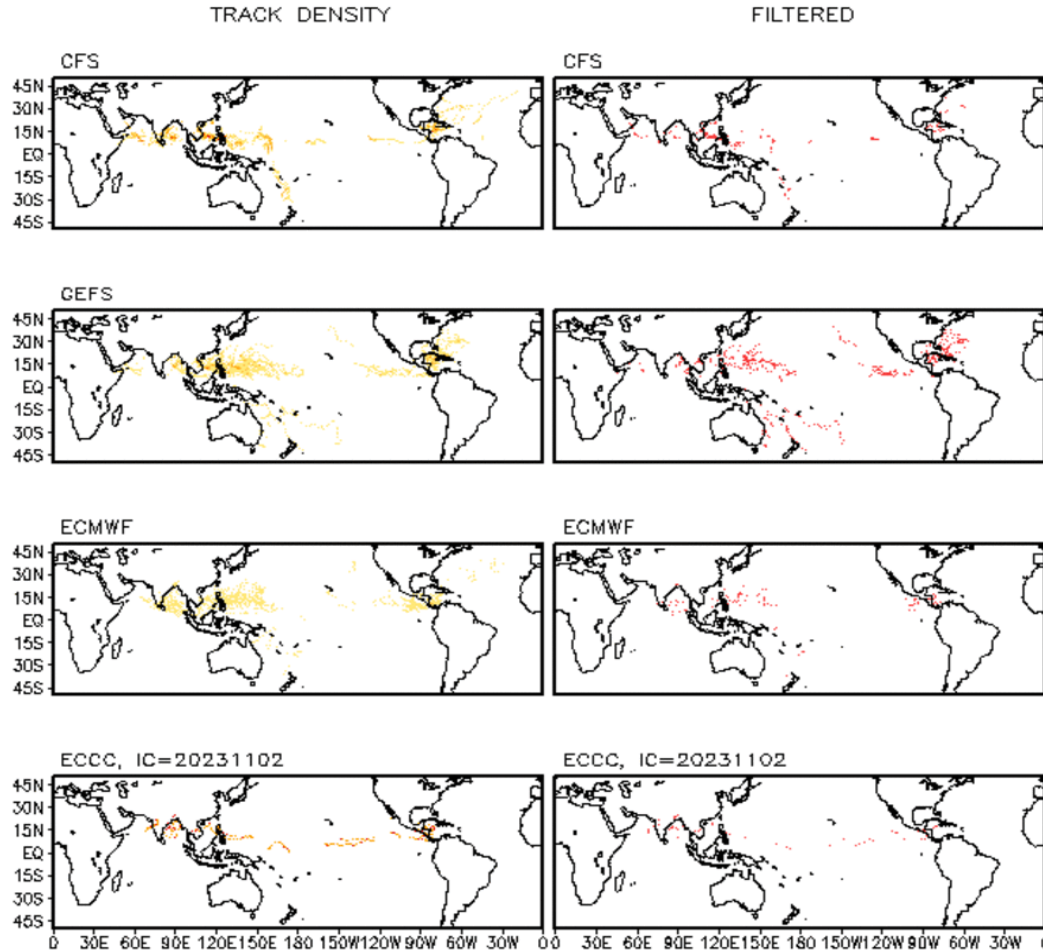 TRACK DENSITY FILTERED
CFS CFS
45N
30N
15N
EQ
15S
30S
45S
GEFS GEFS
45N
30N
15N
EQ
15S
30S
45S
ECMWF ECMWF
45N
30N
15N
EQ
15S
30S
45S
ECCC, IC=20231102 ECCC, IC=20231102
45N
30N
15N
EQ
15S
30S
45S
0 30E 60E 90E 120E 150E 180 150W 120W 90W 60W 30W 0 30E 60E 90E 120E 150E 180 150W 120W 90W 60W 30W